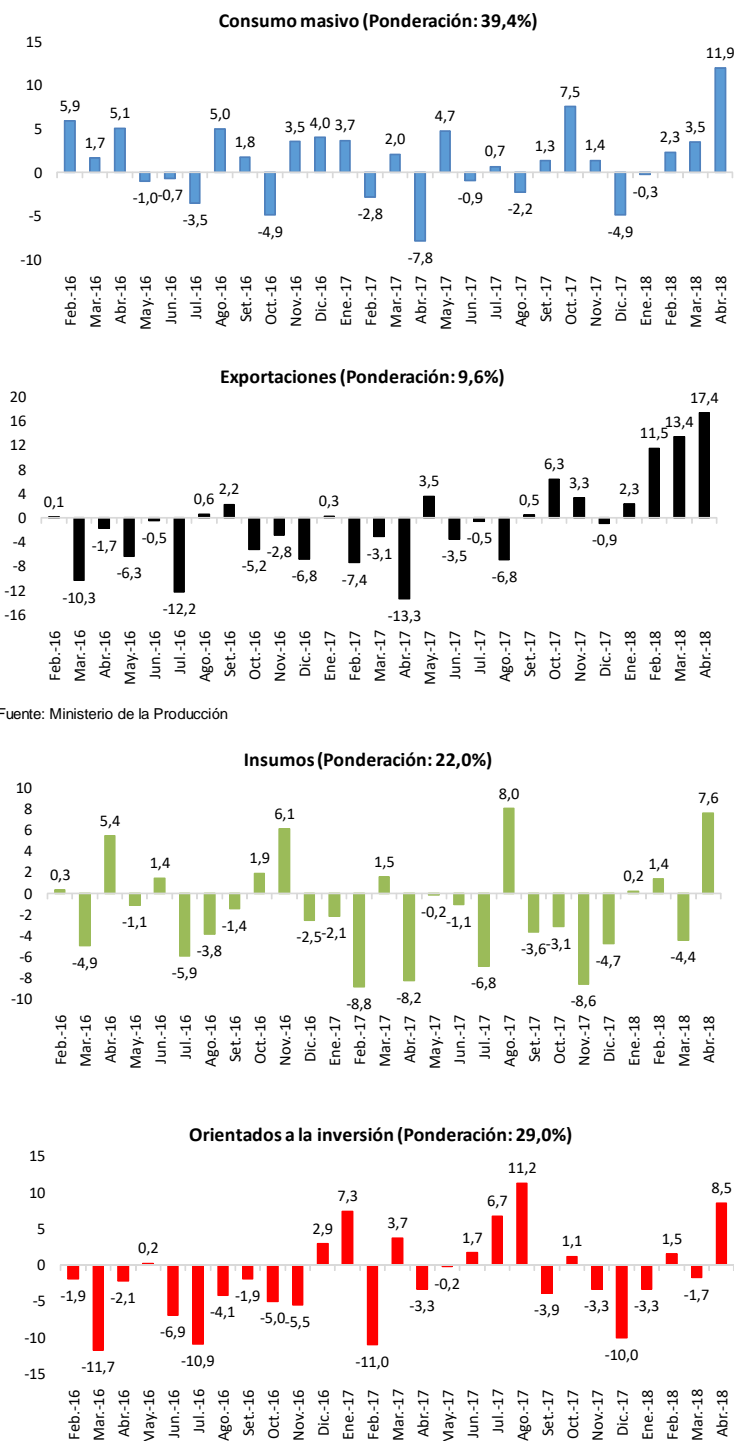 Consumo masivo (Ponderación: 39,4%)
15
10
5
0
-5
-10
5,9 1,7 5,1 -1,0 -0,7 -3,5 5,0 1,8 -4,9 3,5 4,0 3,7 -2,8 2,0 -7,8 4,7 -0,9 0,7 -2,2 1,3 7,5 1,4 -4,9 -0,3 2,3 3,5 11,9
Feb.-16 Mar.-16 Abr.-16 May.-16 Jun.-16 Jul.-16 Ago.-16 Set.-16 Oct.-16 Nov.-16 Dic.-16 Ene.-17 Feb.-17 Mar.-17 Abr.-17 May.-17 Jun.-17 Jul.-17 Ago.-17 Set.-17 Oct.-17 Nov.-17 Dic.-17 Ene.-18 Feb.-18 Mar.-18 Abr.-18
Exportaciones (Ponderación: 9,6%)
20
16
12
8
4
0
-4
-8
-12
-16
0,1 -10,3 -1,7 -6,3 -0,5 -12,2 0,6 2,2 -5,2 -2,8 -6,8 0,3 -7,4 -3,1 -13,3 3,5 -3,5 -0,5 -6,8 0,5 6,3 3,3 -0,9 2,3 11,5 13,4 17,4
Feb.-16 Mar.-16 Abr.-16 May.-16 Jun.-16 Jul.-16 Ago.-16 Set.-16 Oct.-16 Nov.-16 Dic.-16 Ene.-17 Feb.-17 Mar.-17 Abr.-17 May.-17 Jun.-17 Jul.-17 Ago.-17 Set.-17 Oct.-17 Nov.-17 Dic.-17 Ene.-18 Feb.-18 Mar.-18 Abr.-18
Fuente: Ministerio de la Producción
Insumos (Ponderación: 22,0%)
10
8
6
4
2
0
-2
-4
-6
-8
-10
0,3 -4,9 5,4 -1,1 1,4 -5,9 -3,8 -1,4 1,9 6,1 -2,5 -2,1 -8,8 1,5 -8,2 -0,2 -1,1 -6,8 8,0 -3,6 -3,1 -8,6 -4,7 0,2 1,4 -4,4 7,6
Feb.-16 Mar.-16 Abr.-16 May.-16 Jun.-16 Jul.-16 Ago.-16 Set.-16 Oct.-16 Nov.-16 Dic.-16 Ene.-17 Feb.-17 Mar.-17 Abr.-17 May.-17 Jun.-17 Jul.-17 Ago.-17 Set.-17 Oct.-17 Nov.-17 Dic.-17 Ene.-18 Feb.-18 Mar.-18 Abr.-18
Orientados a la inversión (Ponderación: 29,0%)
15
10
5
0
-5
-10
-15
-1,9 -11,7 -2,1 0,2 -6,9 -10,9 -4,1 -1,9 -5,0 -5,5 2,9 7,3 -11,0 3,7 -3,3 -0,2 1,7 6,7 11,2 -3,9 1,1 -3,3 -10,0 -3,3 1,5 -1,7 8,5
Feb.-16 Mar.-16 Abr.-16 May.-16 Jun.-16 Jul.-16 Ago.-16 Set.-16 Oct.-16 Nov.-16 Dic.-16 Ene.-17 Feb.-17 Mar.-17 Abr.-17 May.-17 Jun.-17 Jul.-17 Ago.-17 Set.-17 Oct.-17 Nov.-17 Dic.-17 Ene.-18 Feb.-18 Mar.-18 Abr.-18